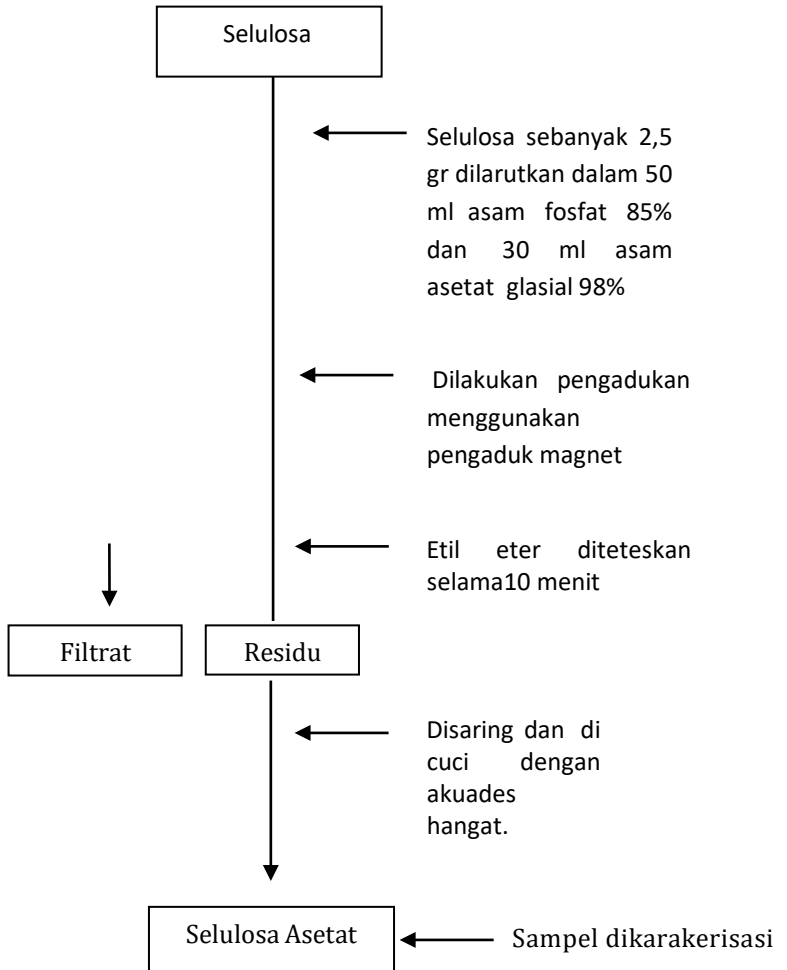 Selulosa
Selulosa sebanyak 2,5
gr dilarutkan dalam 50
ml asam fosfat 85%
dan 30 ml asam
asetat glasial 98%
Dilakukan pengadukan
menggunakan
pengaduk magnet
Etil eter diteteskan
selama10 menit
Filtrat
Residu
Disaring dan di
cuci dengan
akuades
hangat.
Selulosa Asetat
Sampel dikarakerisasi